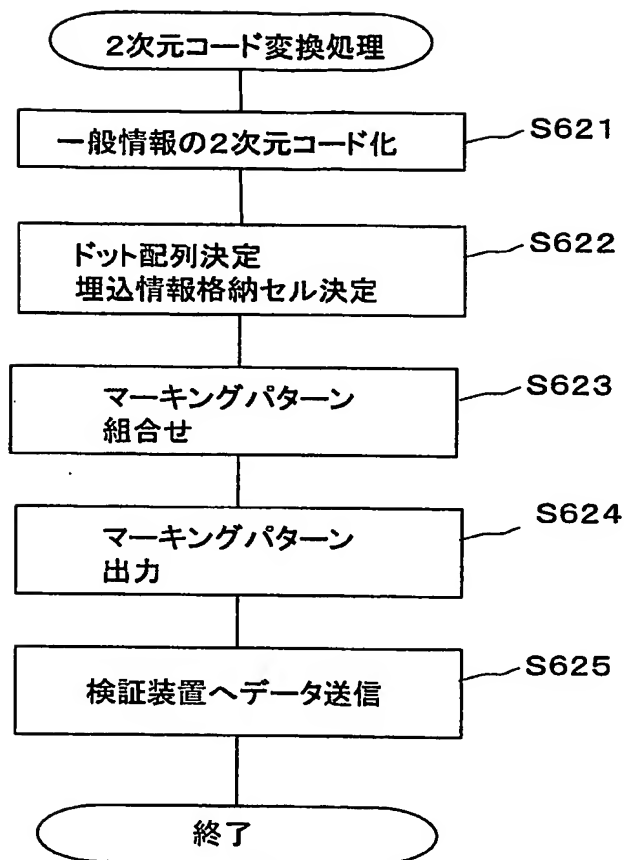 2次元コード変換処理
一般情報の2次元コード化
S621
ドット配列決定
埋込情報格納セル決定
S622
マーキングパターン
組合せ
S623
マーキングパターン
出力
S624
検証装置へデータ送信
S625
終了